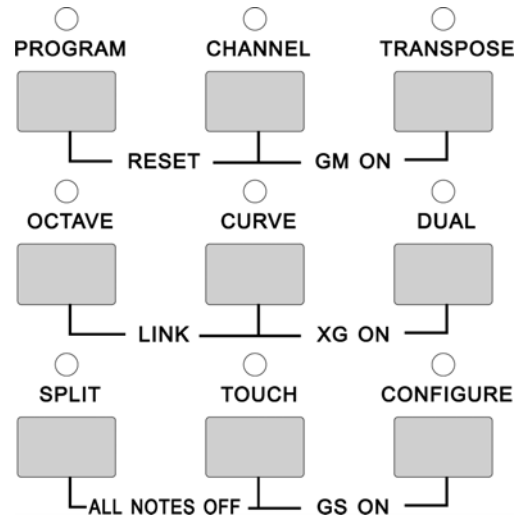 PROGRAM CHANNEL TRANSPOSE
RESET GM ON
OCTAVE CURVE DUAL
LINK XG ON
SPLIT TOUCH CONFIGURE
ALL NOTES OFF GS ON